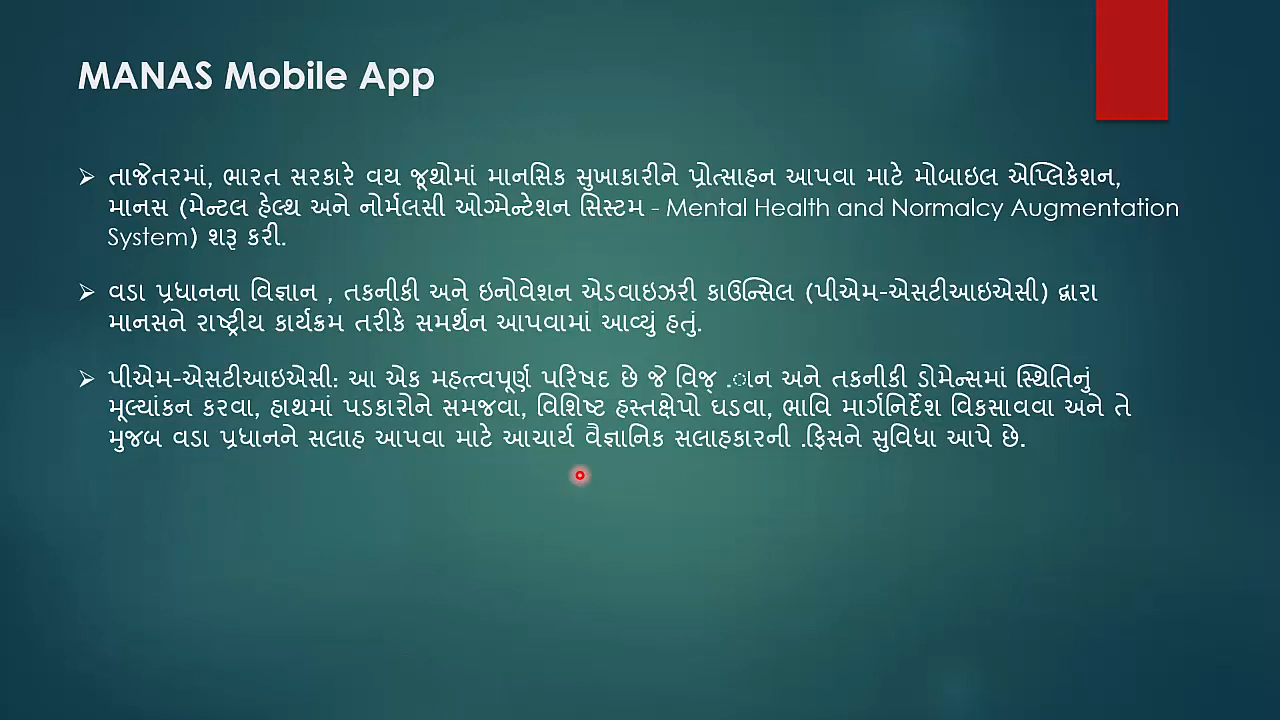 MANAS Mobile App
તાજેતરમાં, ભારત સરકારે વય જૂથોમાં માનસિક સુખાકારીને પ્રોત્સાહન આપવા માટે મોબાઇલ એપ્લિકેશન,
માનસ (મેન્ટલ હેલ્થ અને નોર્મલસી ઓગ્મેન્ટેશન સિસ્ટમ - Mental Health and Normalcy Augmentation
System) શરૂ કરી.
વડા પ્રધાનના વિજ્ઞાન , તકનીકી અને ઇનોવેશન એડવાઇઝરી કાઉન્સિલ (પીએમ-એસટીઆઇએસી) દ્વારા
માનસને રાષ્ટ્રીય કાર્યક્રમ તરીકે સમર્થન આપવામાં આવ્યું હતું.
પીએમ-એસટીઆઇએસી: આ એક મહત્ત્વપૂર્ણ પરિષદ છે જે વિજ્ .ાન અને તકનીકી ડોમેન્સમાં સ્થિતિનું
મૂલ્યાંકન કરવા, હાથમાં પડકારોને સમજવા, વિશિષ્ટ હસ્તક્ષેપો ઘડવા, ભાવિ માર્ગનિર્દેશ વિકસાવવા અને તે
મુજબ વડા પ્રધાનને સલાહ આપવા માટે આચાર્ય વૈજ્ઞાનિક સલાહકારની .ફિસને સુવિધા આપે છે.